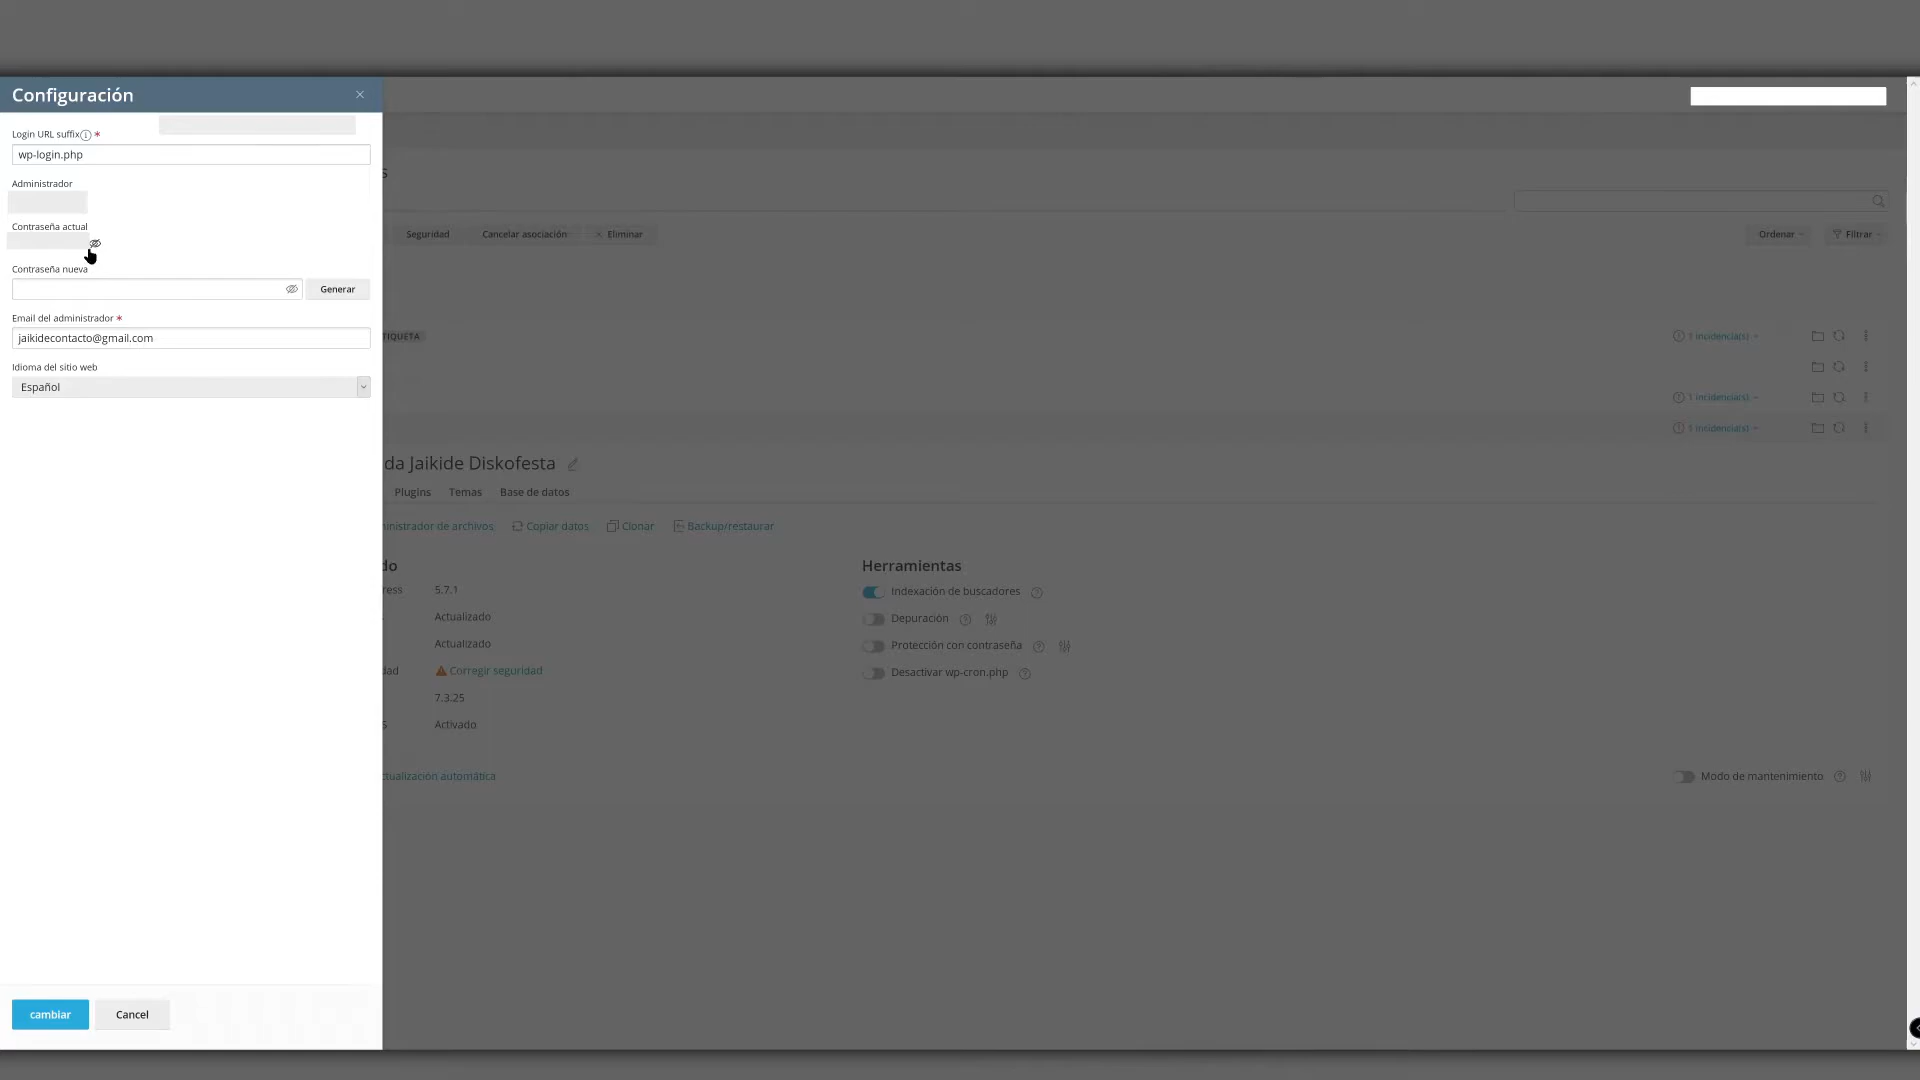 Configuración
Login URL suffix *
wp-login.php
Administrador
Contraseña actual
Contraseña nueva
Generar
Email del administrador *
jaikidecontacto@gmail.com
Idioma del sitio web
Español
cambiar
Cancel
s
Seguridad
Cancelar asociación
Eliminar
Ordenar
Filtrar
TIQUETA
1 incidencia(s)
1 incidencia(s)
1 incidencia(s)
da Jaikide Diskofesta
Plugins
Temas
Base de datos
ministrador de archivos
Copiar datos
Clonar
Backup/restaurar
do
ress
5.7.1
Actualizado
Actualizado
dad
Corregir seguridad
7.3.25
s
Activado
ctualización automática
Herramientas
Indexación de buscadores
Depuración
Protección con contraseña
Desactivar wp-cron.php
Modo de mantenimiento